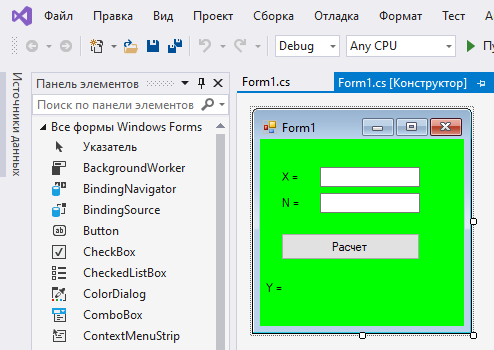 Файл Правка Вид Проект Сборка Отладка Формат Тест
Debug Any CPU
Источники данных
Панель элементов
Поиск по панели элементов
Все формы Windows Forms
Указатель
BackgroundWorker
BindingNavigator
BindingSource
Button
CheckBox
CheckedListBox
ColorDialog
ComboBox
ContextMenuStrip
Form1.cs Form1.cs [Конструктор]
Form1
X =
N =
Расчет
Y =